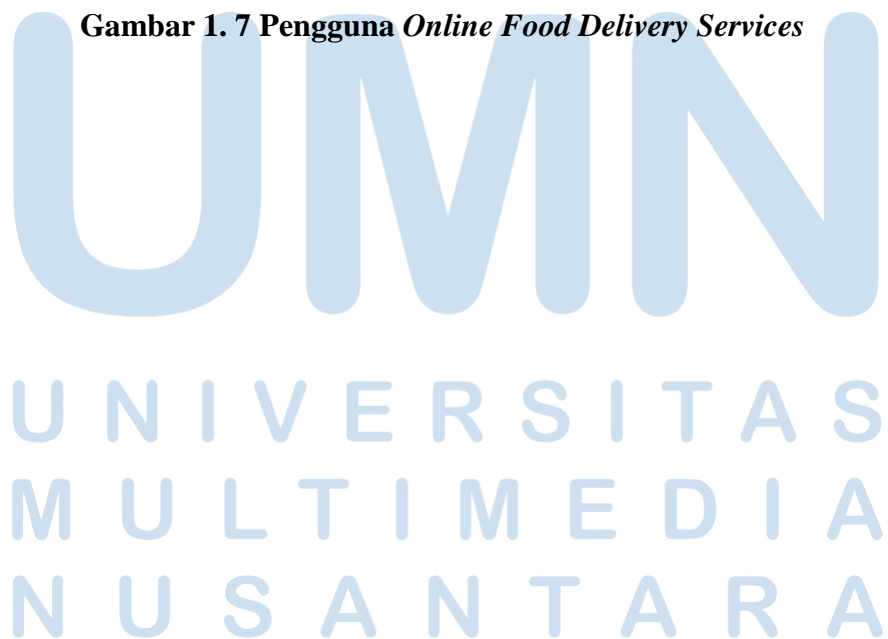 Gambar 1. 7 Pengguna Online Food Delivery Services
UMN
UNIVERSITAS
MULTIMEDIA
NUSANTARA